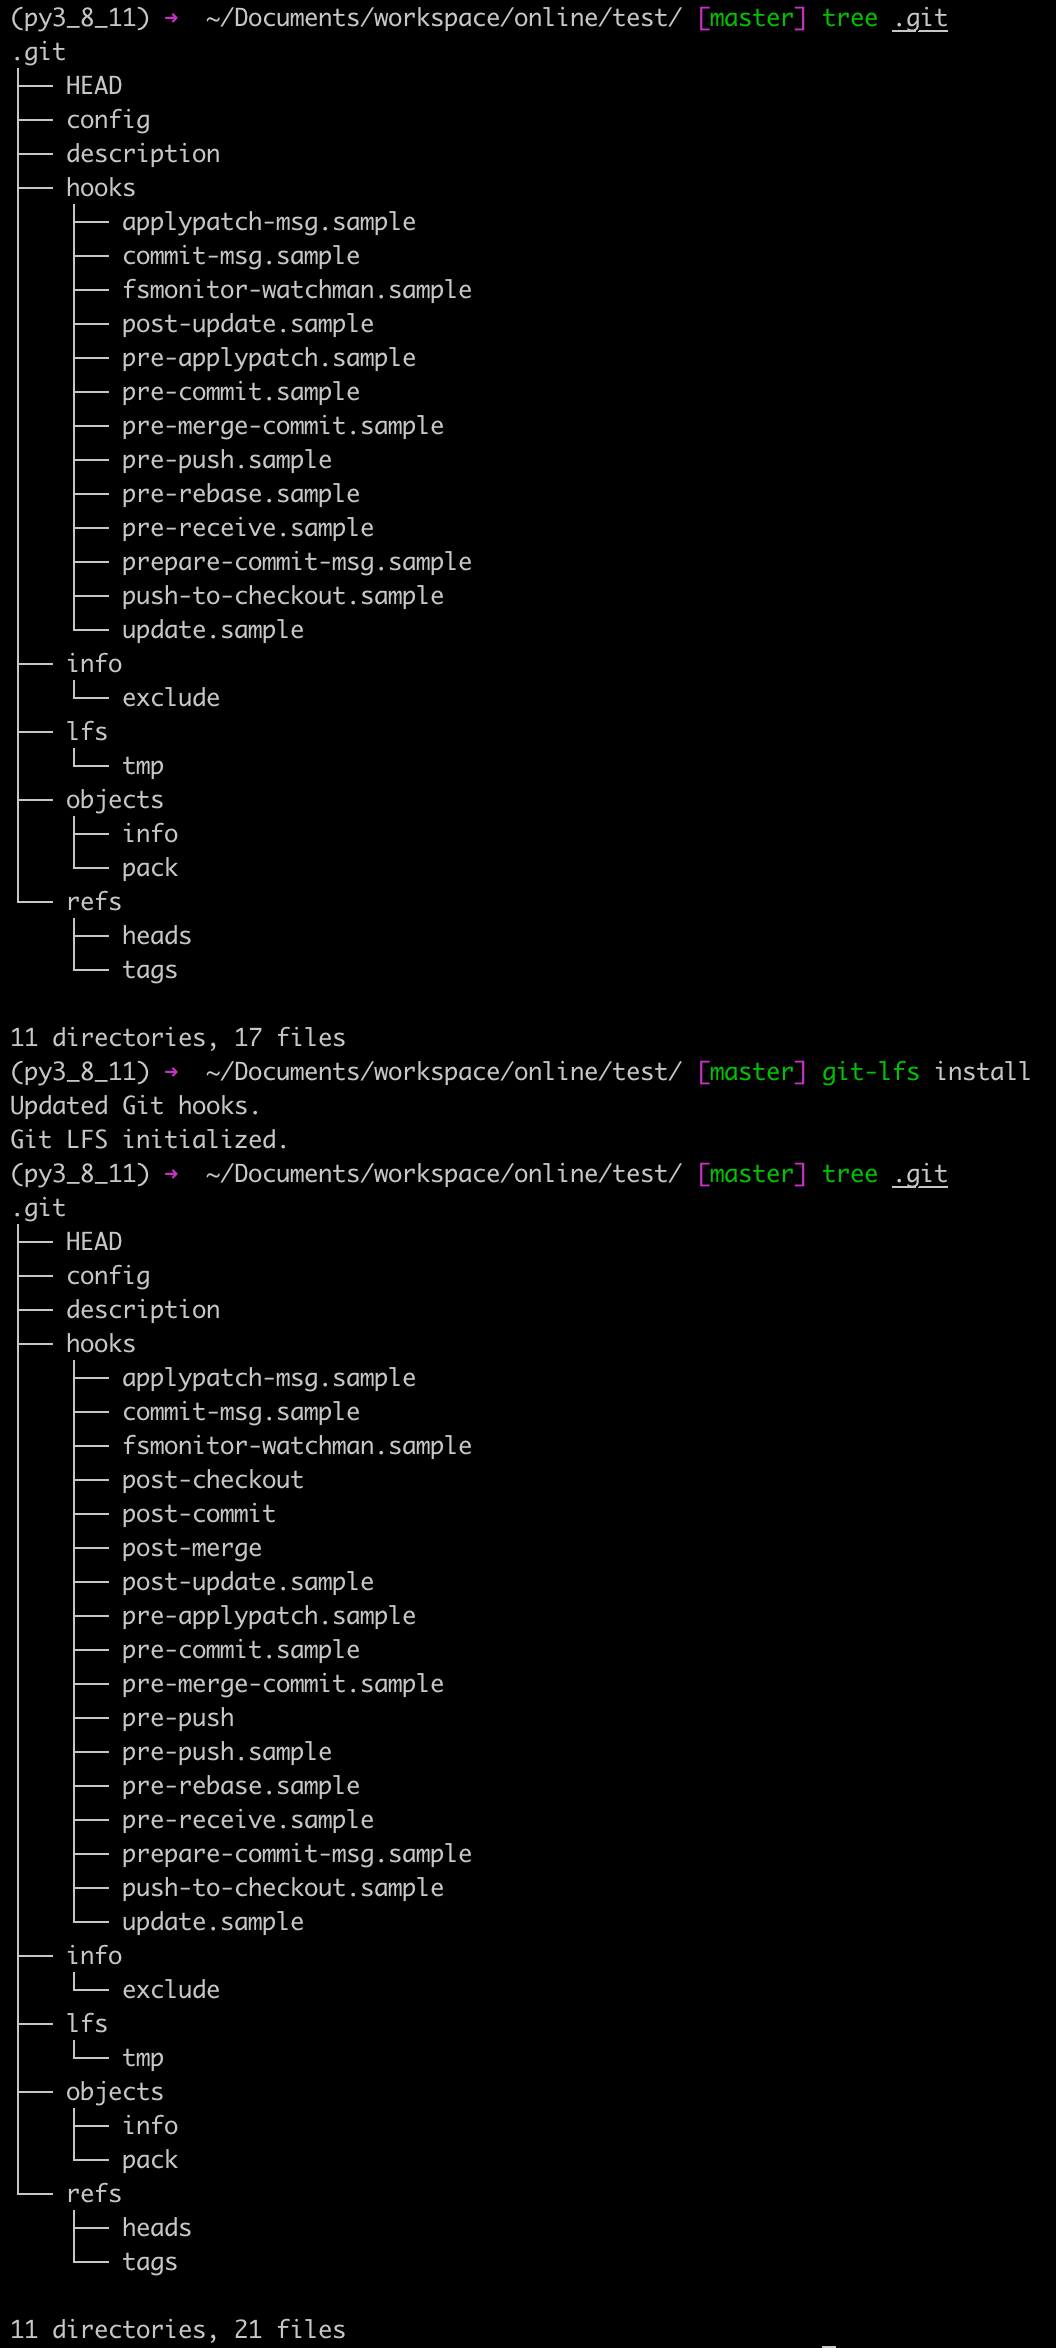 (py3_8_11) ➜  ~/Documents/workspace/online/test/ [master] tree .git
.git
├── HEAD
├── config
├── description
├── hooks
│   ├── applypatch-msg.sample
│   ├── commit-msg.sample
│   ├── fsmonitor-watchman.sample
│   ├── post-update.sample
│   ├── pre-applypatch.sample
│   ├── pre-commit.sample
│   ├── pre-merge-commit.sample
│   ├── pre-push.sample
│   ├── pre-rebase.sample
│   ├── pre-receive.sample
│   ├── prepare-commit-msg.sample
│   ├── push-to-checkout.sample
│   └── update.sample
├── info
│   └── exclude
├── lfs
│   └── tmp
├── objects
│   ├── info
│   └── pack
└── refs
    ├── heads
    └── tags

11 directories, 17 files
(py3_8_11) ➜  ~/Documents/workspace/online/test/ [master] git-lfs install
Updated Git hooks.
Git LFS initialized.
(py3_8_11) ➜  ~/Documents/workspace/online/test/ [master] tree .git
.git
├── HEAD
├── config
├── description
├── hooks
│   ├── applypatch-msg.sample
│   ├── commit-msg.sample
│   ├── fsmonitor-watchman.sample
│   ├── post-checkout
│   ├── post-commit
│   ├── post-merge
│   ├── post-update.sample
│   ├── pre-applypatch.sample
│   ├── pre-commit.sample
│   ├── pre-merge-commit.sample
│   ├── pre-push
│   ├── pre-push.sample
│   ├── pre-rebase.sample
│   ├── pre-receive.sample
│   ├── prepare-commit-msg.sample
│   ├── push-to-checkout.sample
│   └── update.sample
├── info
│   └── exclude
├── lfs
│   └── tmp
├── objects
│   ├── info
│   └── pack
└── refs
    ├── heads
    └── tags

11 directories, 21 files